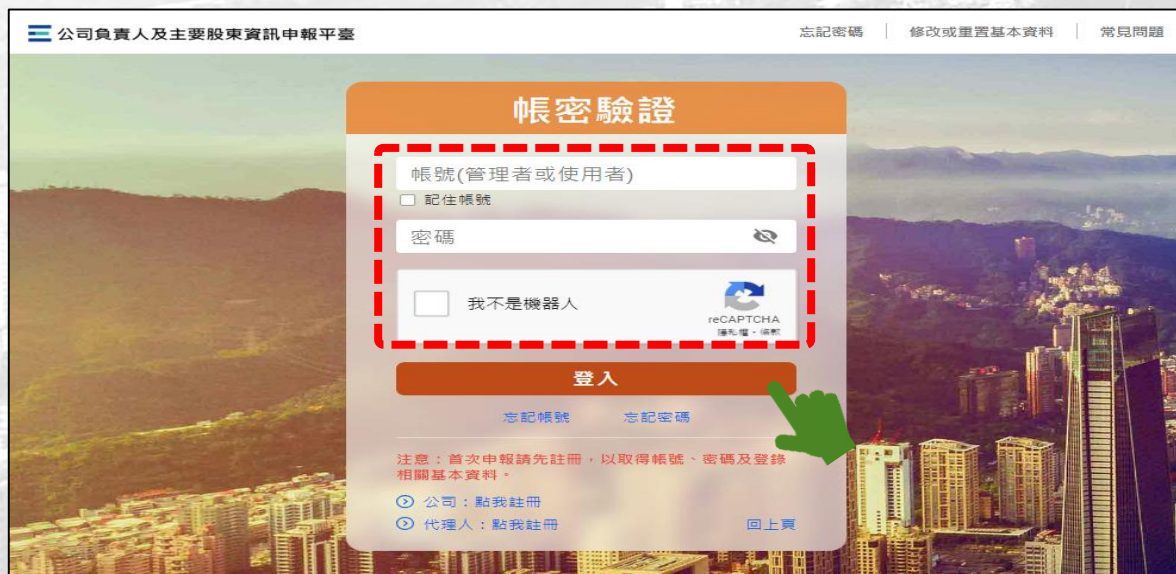 公司負責人及主要股東資訊申報平臺
忘記密碼
修改或重置基本資料
常見問題
帳密驗證
帳號(管理者或使用者)
記住帳號
密碼
我不是機器人
reCAPTCHA
隱私權 - 條款
登入
忘記帳號 忘記密碼
注意：首次申報請先註冊，以取得帳號、密碼及登錄
相關基本資料。
公司：點我註冊
代理人：點我註冊
回上頁